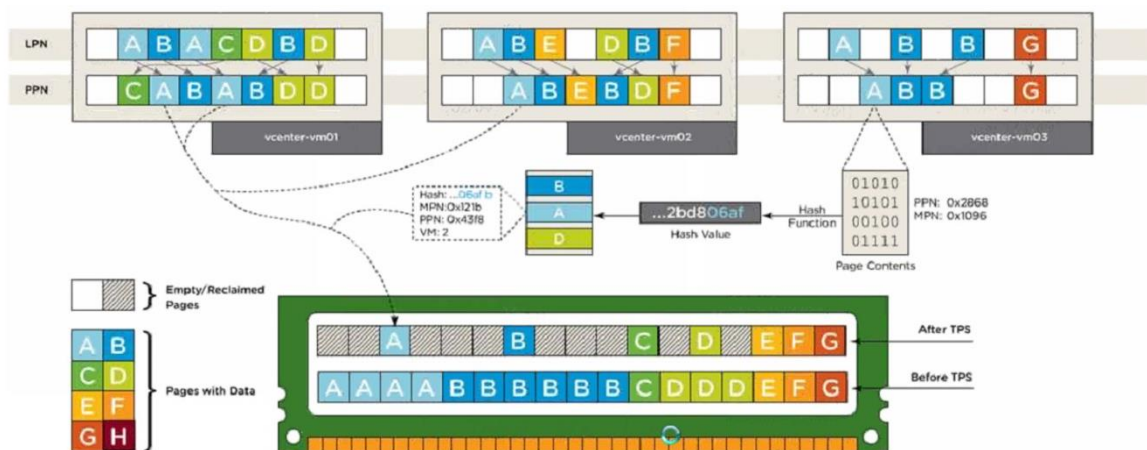 LPN A B A C D B D A B E D B F A B B G
PPN C A B A B D D A B E B D F A B B G
vcenter-vm01 vcenter-vm02 vcenter-vm03
Hash: ...06af b
MPN:0x121b
PPN: 0x43f8
VM: 2
B
A
D
...2bd806af
Hash Value
Hash
Function
01010
10101
00100
01111
PPN: 0x2868
MPN: 0x1096
Page Contents
Empty/Reclaimed
Pages
A B
C D
E F
G H
Pages with Data
A B C D E F G
After TPS
A A A A B B B B B B C D D D E F G
Before TPS